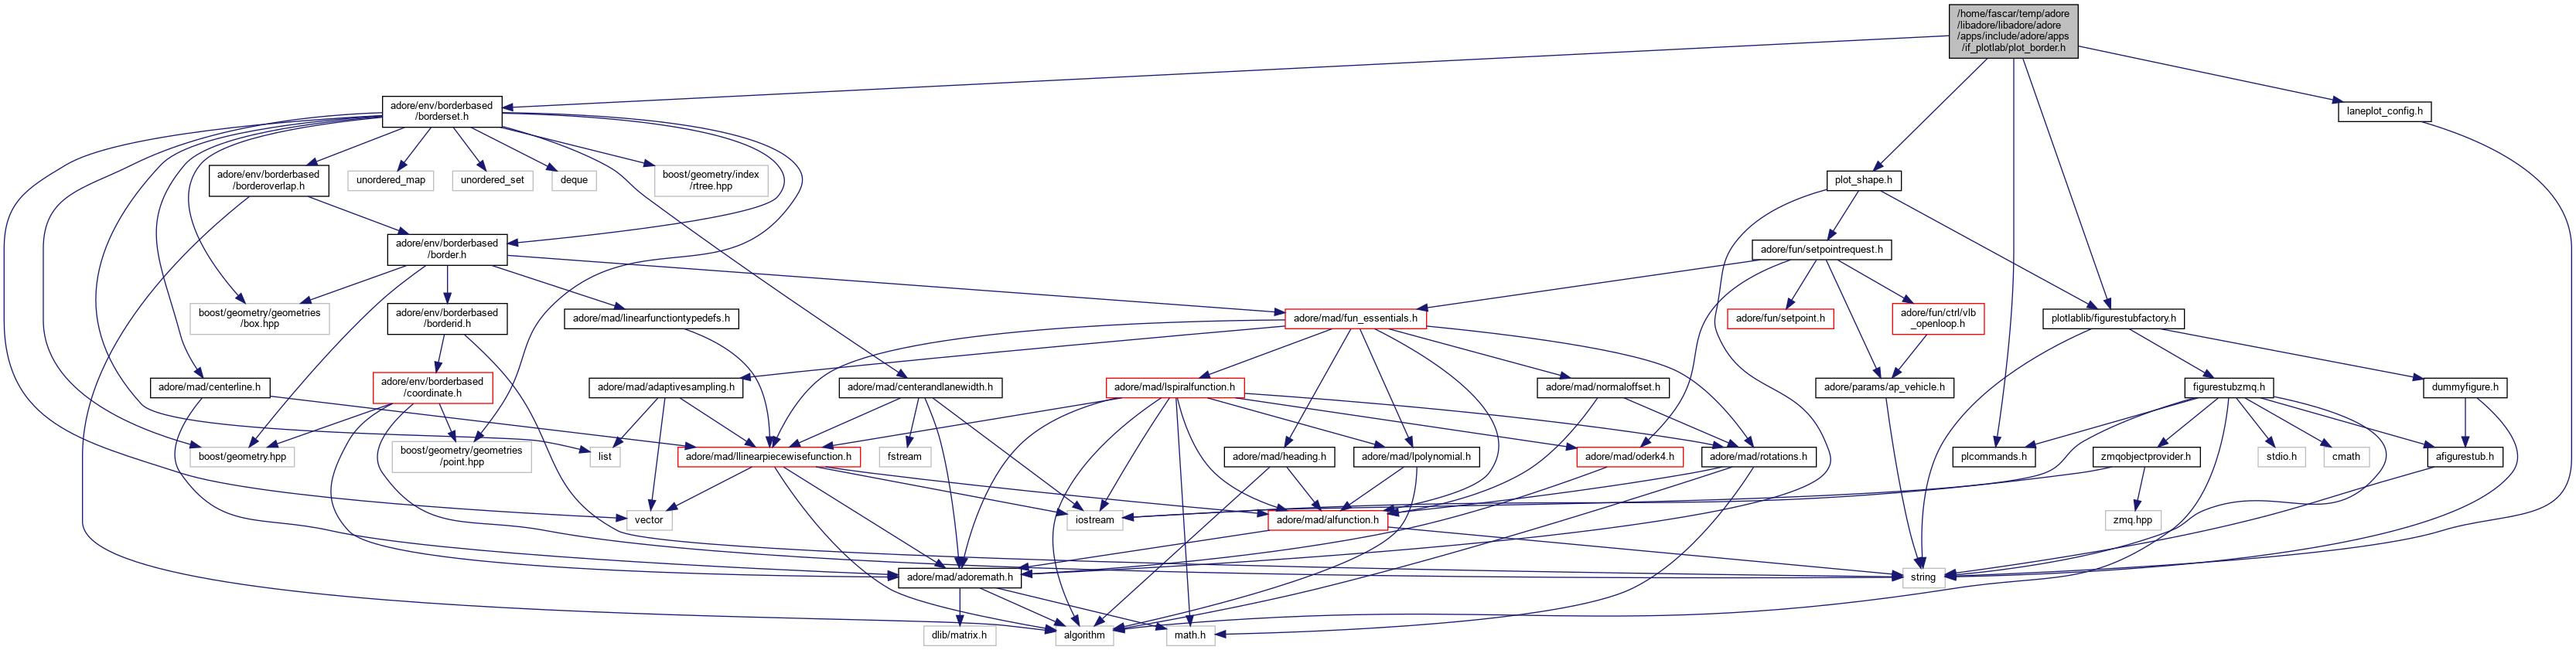 /home/fascar/temp/adore
/libadore/libadore/adore
/apps/include/adore/apps
/if_plotlab/plot_border.h
adore/env/borderbased
/borderset.h
laneplot_config.h
adore/env/borderbased
/borderoverlap.h
unordered_map
unordered_set
deque
boost/geometry/index
/rtree.hpp
plot_shape.h
adore/env/borderbased
/border.h
adore/fun/setpointrequest.h
boost/geometry/geometries
/box.hpp
adore/env/borderbased
/borderid.h
adore/mad/linearfunctiontypedefs.h
adore/mad/fun_essentials.h
adore/fun/setpoint.h
adore/fun/ctrl/vlb
_openloop.h
plotlablib/figurestubfactory.h
adore/mad/centerline.h
adore/env/borderbased
/coordinate.h
adore/mad/adaptivesampling.h
adore/mad/centerandlanewidth.h
adore/mad/lspiralfunction.h
adore/mad/normaloffset.h
adore/params/ap_vehicle.h
figurestubzmq.h
dummyfigure.h
boost/geometry.hpp
boost/geometry/geometries
/point.hpp
list
adore/mad/llinearpiecewisefunction.h
fstream
adore/mad/heading.h
adore/mad/lpolynomial.h
adore/mad/oderk4.h
adore/mad/rotations.h
plcommands.h
zmqobjectprovider.h
stdio.h
cmath
afigurestub.h
vector
iostream
adore/mad/alfunction.h
zmq.hpp
adore/mad/adoremath.h
string
dlib/matrix.h
algorithm
math.h